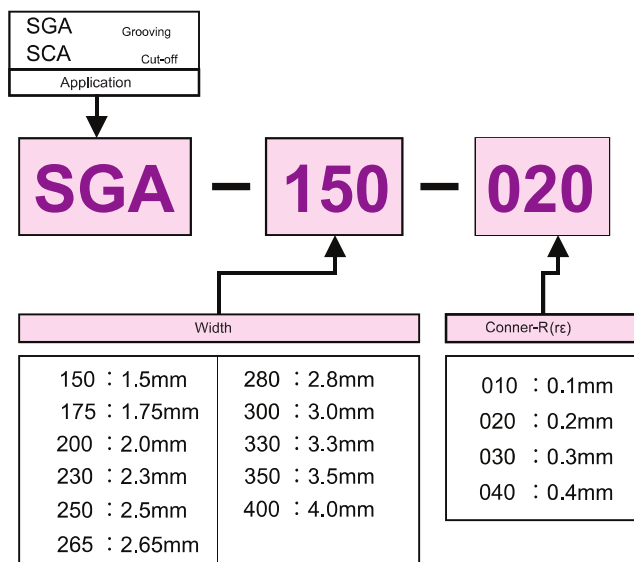 SGA Grooving
SCA Cut-off
Application
SGA - 150 - 020
Width
150 : 1.5mm
175 : 1.75mm
200 : 2.0mm
230 : 2.3mm
250 : 2.5mm
265 : 2.65mm
280 : 2.8mm
300 : 3.0mm
330 : 3.3mm
350 : 3.5mm
400 : 4.0mm
Conner-R(rε)
010 : 0.1mm
020 : 0.2mm
030 : 0.3mm
040 : 0.4mm